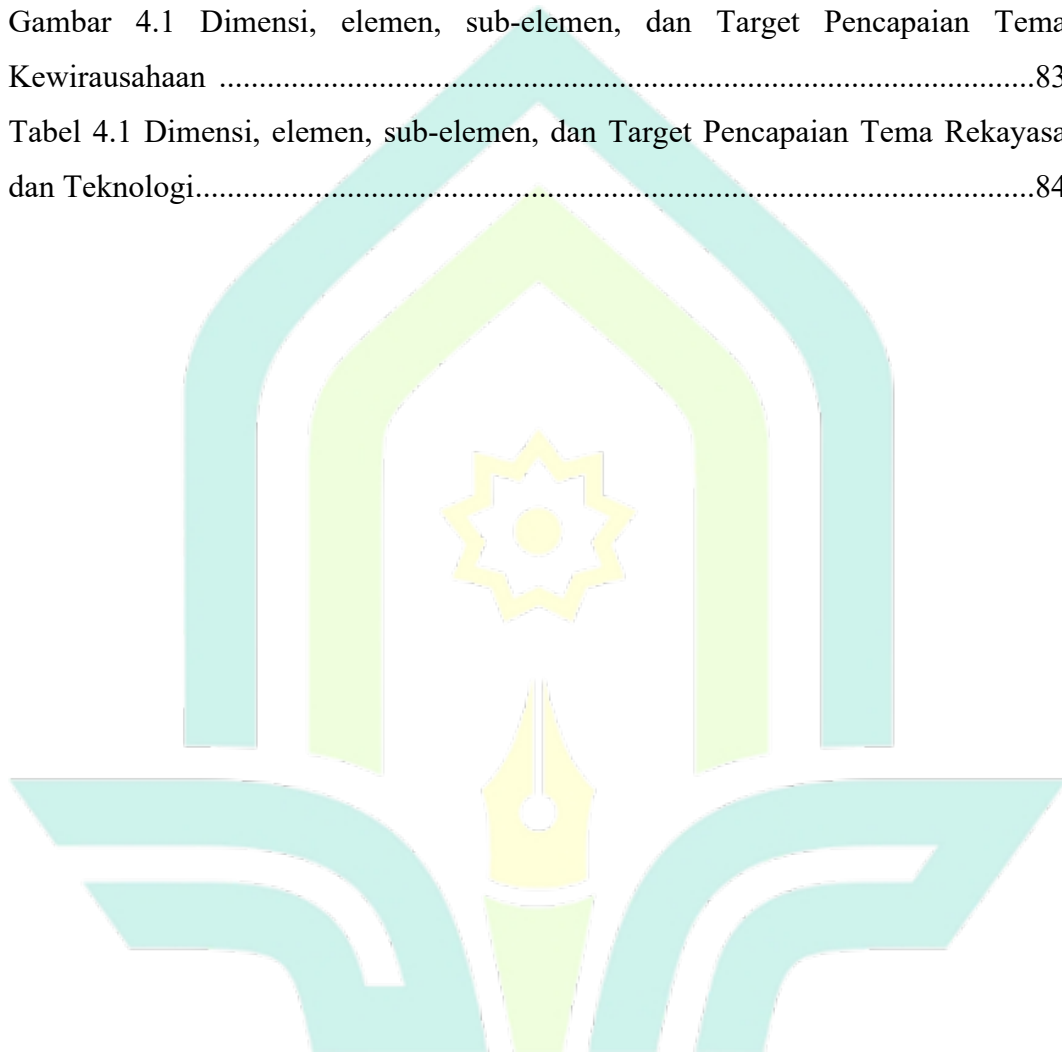 Gambar 4.1 Dimensi, elemen, sub-elemen, dan Target Pencapaian Tema
Kewirausahaan ......................................................................................................83
Tabel 4.1 Dimensi, elemen, sub-elemen, dan Target Pencapaian Tema Rekayasa
dan Teknologi.........................................................................................................84